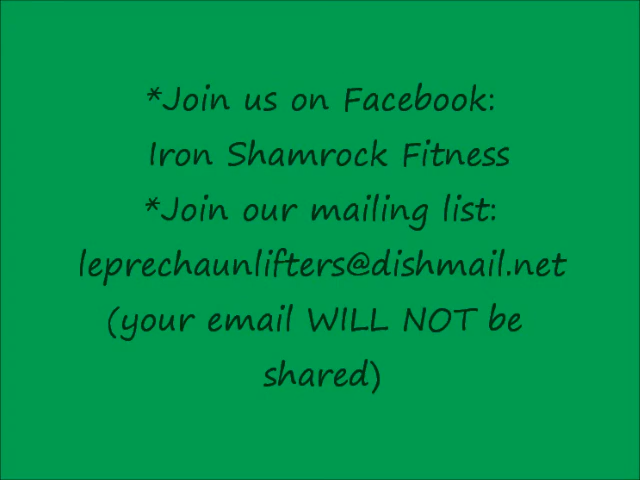 *Join us on Facebook:
Iron Shamrock Fitness
*Join our mailing list:
leprechaunlifters@dishmail.net
(your email WILL NOT be
shared)